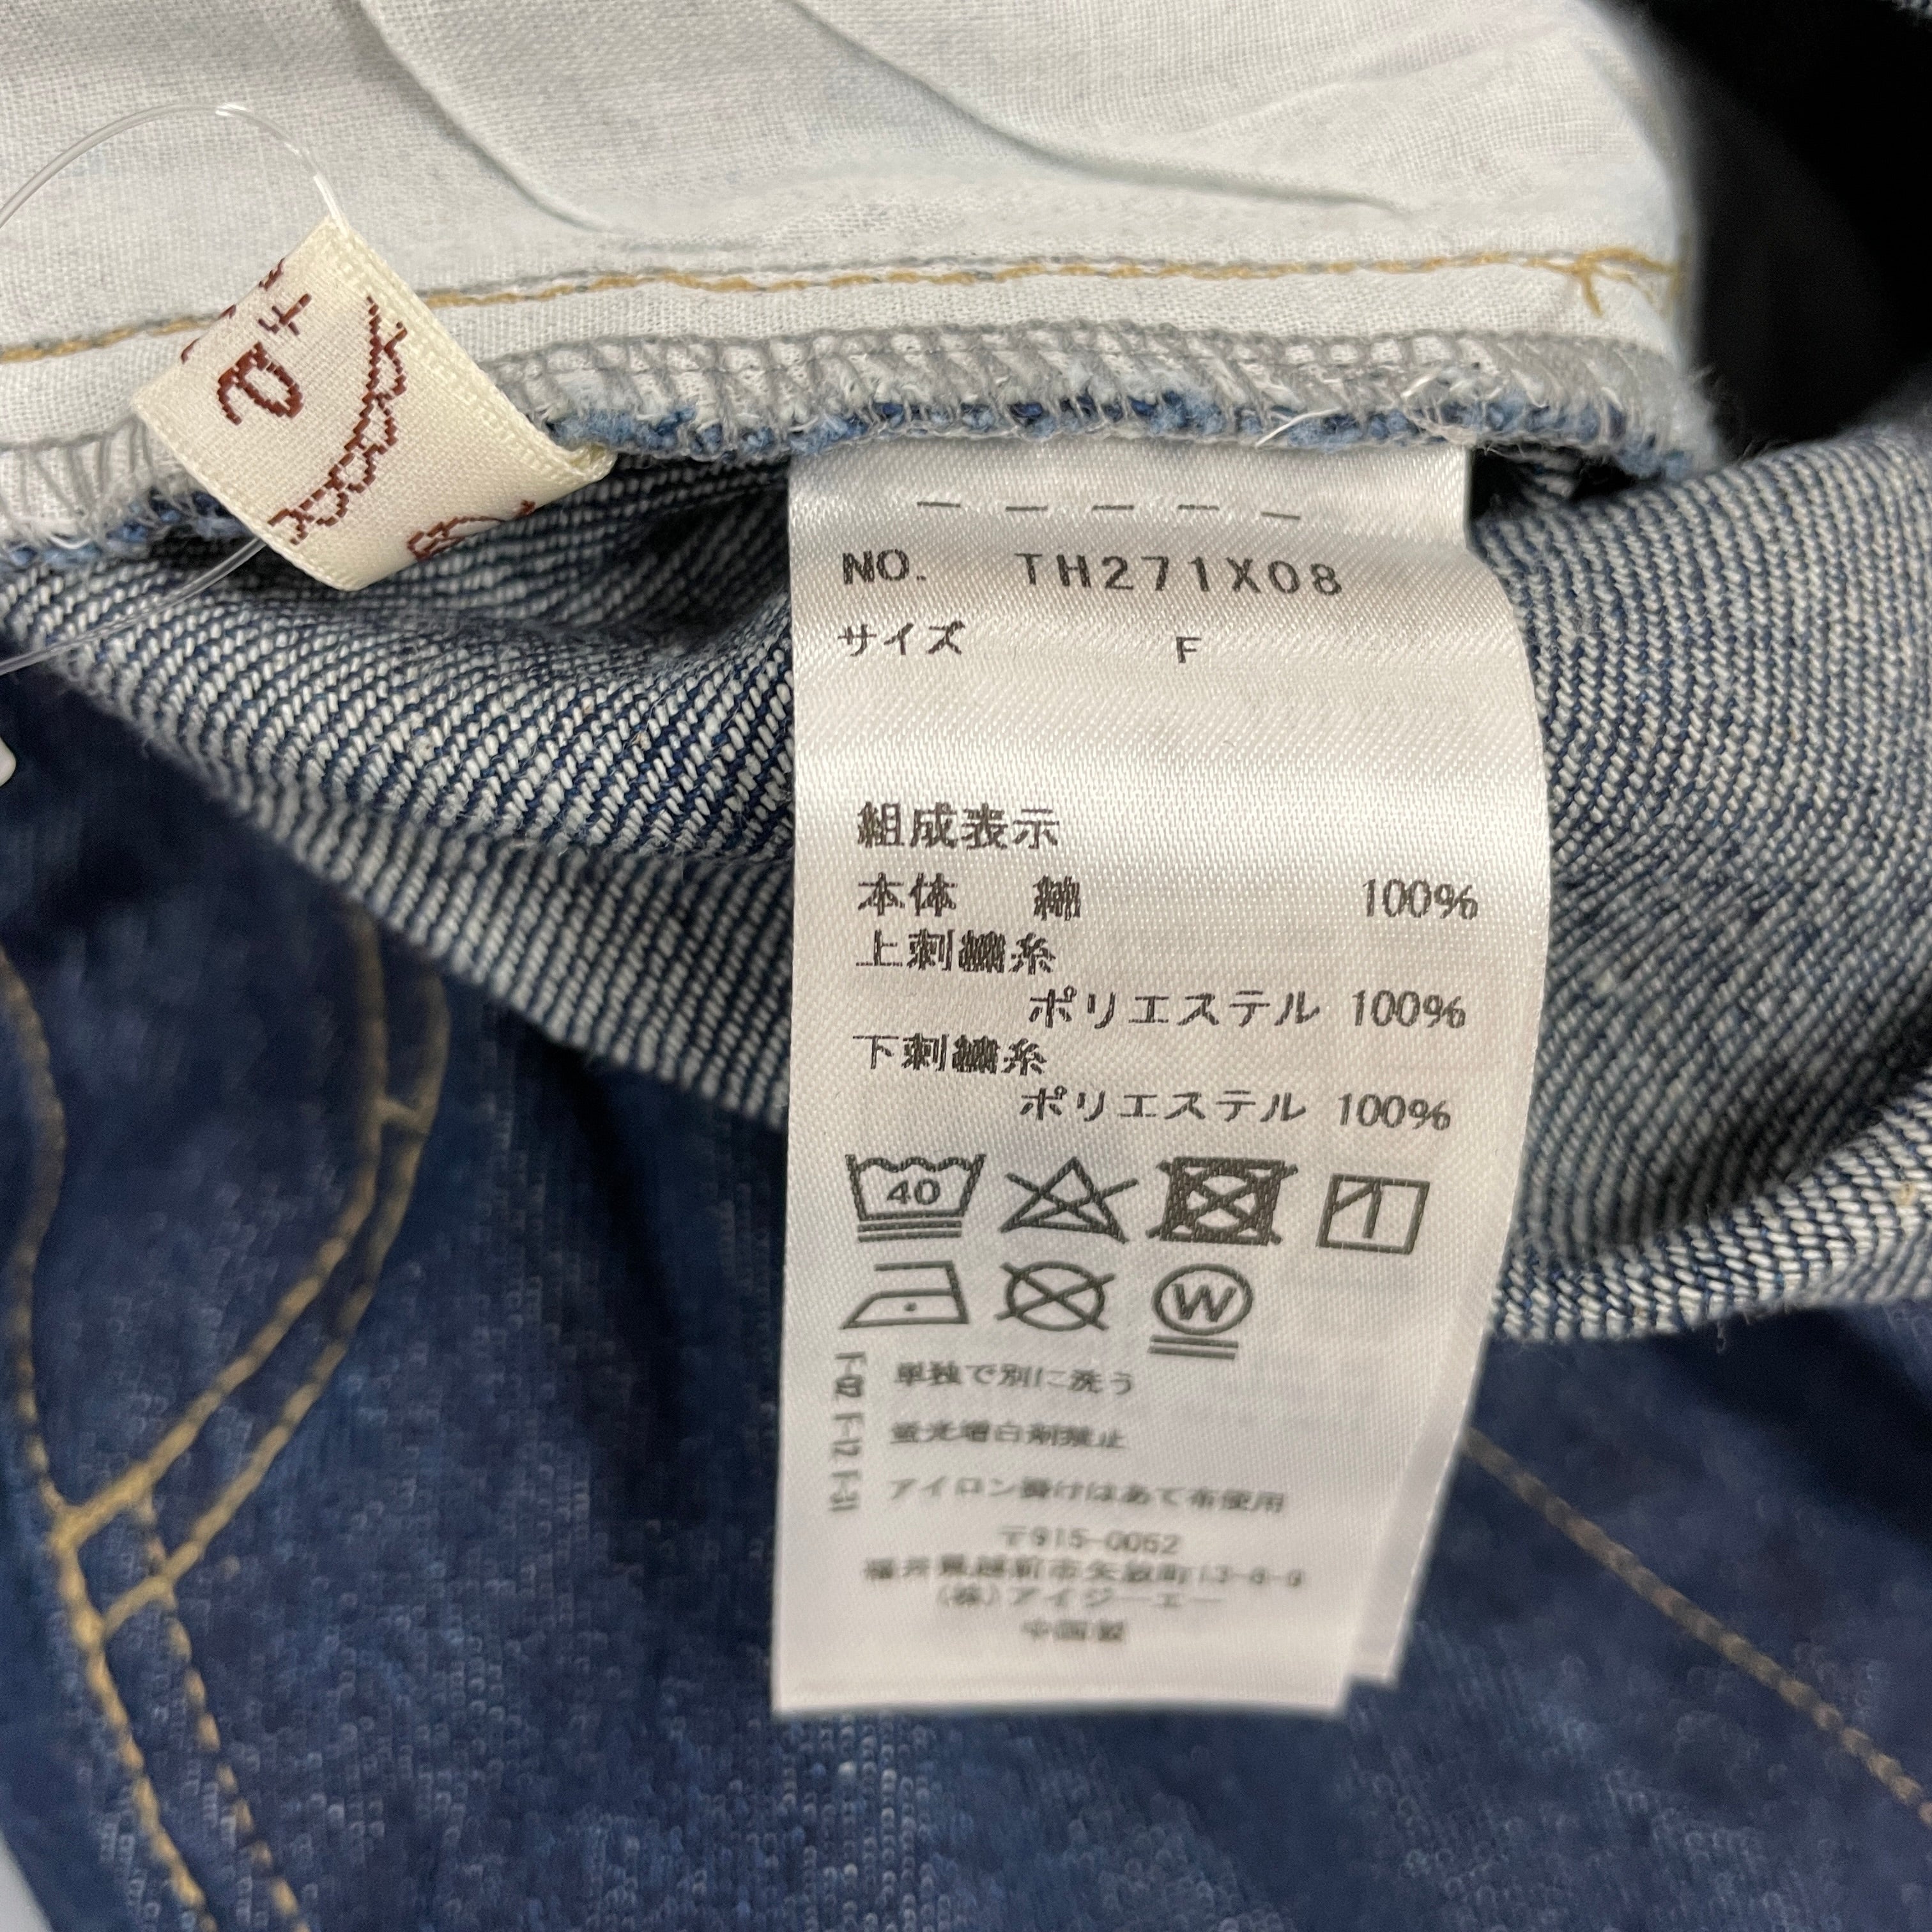 NO. TH271X08
サイズ F
組成表示
本体 綿 100%
上刺繍糸
ポリエステル 100%
下刺繍糸
ポリエステル 100%
40
W
単独で別に洗う
蛍光増白剤禁止
アイロン掛けはあて布使用
〒915-0052
福井県越前市矢放町13-8-9
(株)アイジーエー
中国製